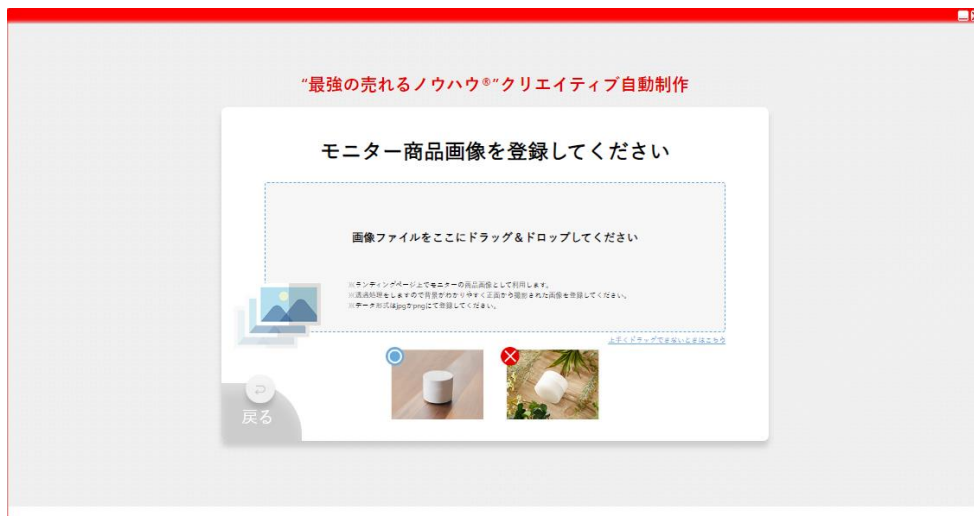 “最強の売れるノウハウ®”クリエイティブ自動制作
モニター商品画像を登録してください
画像ファイルをここにドラッグ&ドロップしてください
※ランディングページ上でモニターの商品画像として利用します。
※透過処理をしますので背景がわかりやすく正面から撮影された画像を登録してください。
※データ形式はjpgかpngにて登録してください。
上手くドラッグできないときはこちら
戻る